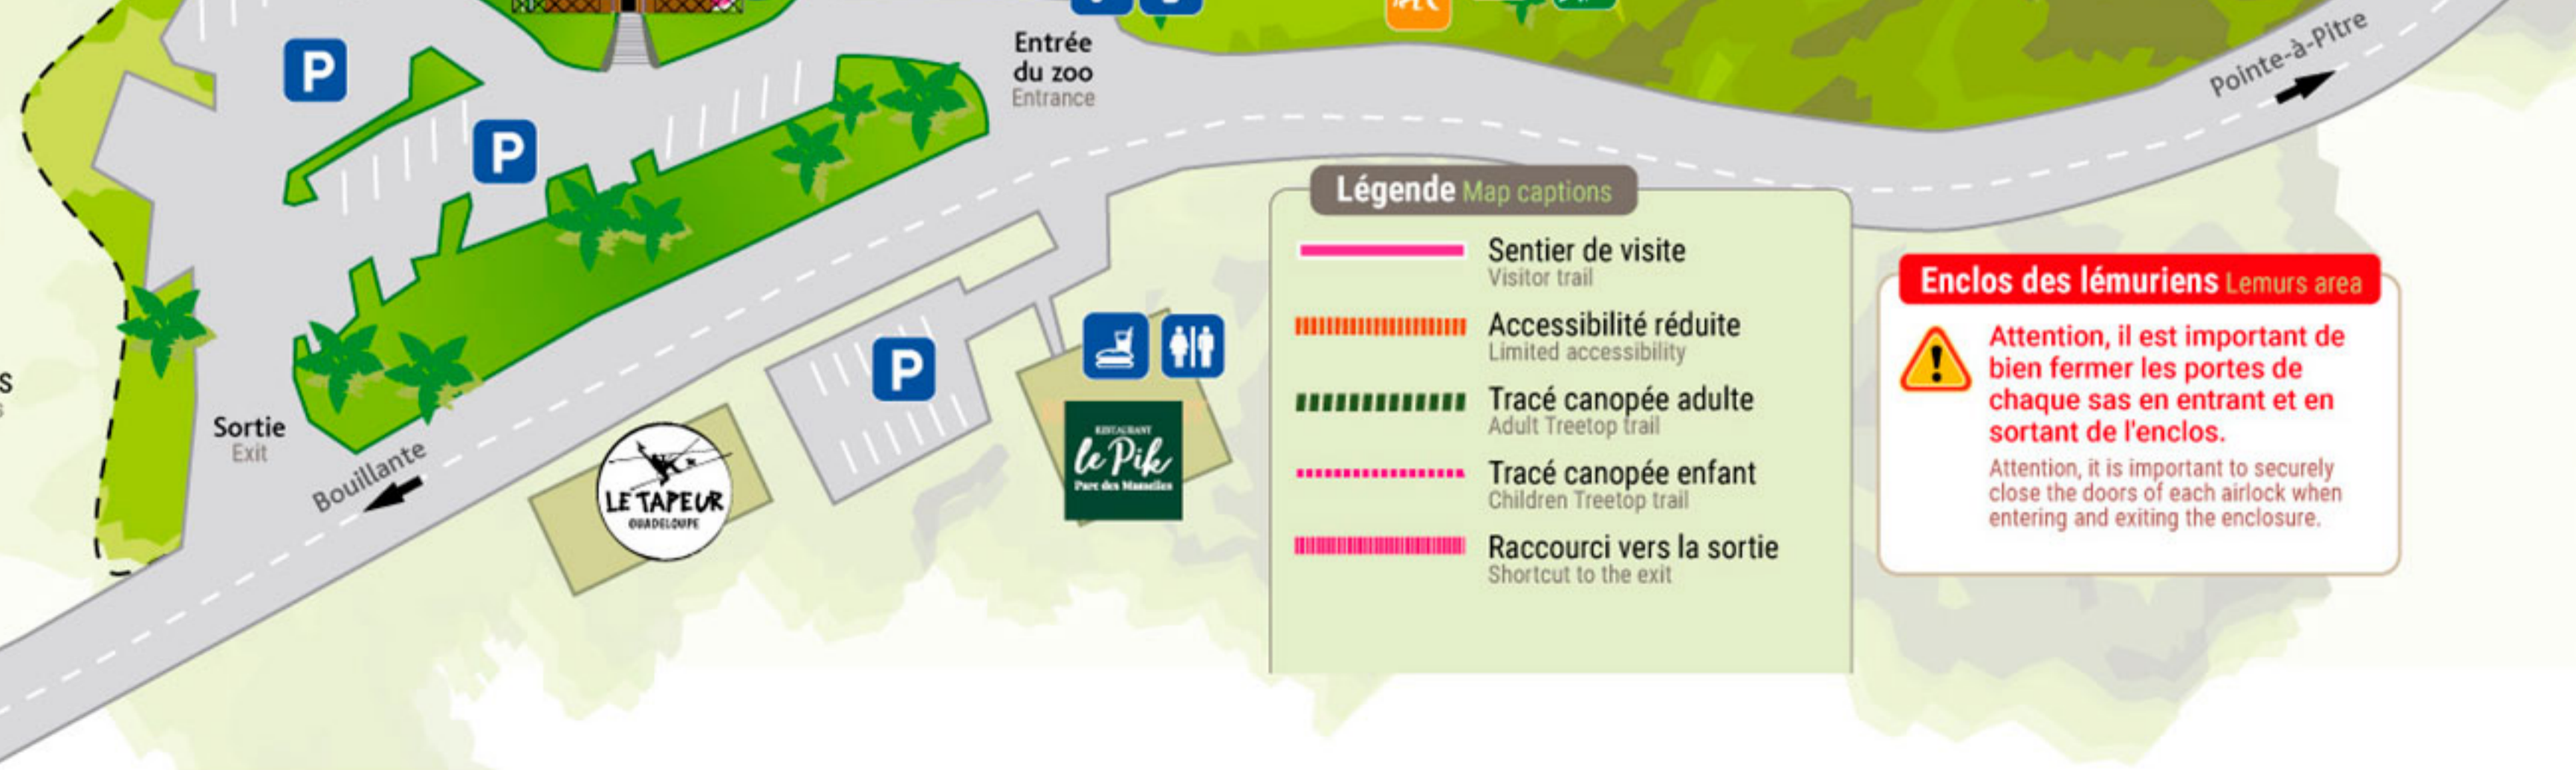 P
Entrée
du zoo
Entrance
Pointe-à-Pitre
P
Légende Map captions
Sentier de visite
Visitor trail
Accessibilité réduite
Limited accessibility
Tracé canopée adulte
Adult Treetop trail
Tracé canopée enfant
Children Treetop trail
Raccourci vers la sortie
Shortcut to the exit
Enclos des lémuriens Lemurs area
!
Attention, il est important de
bien fermer les portes de
chaque sas en entrant et en
sortant de l'enclos.
Attention, it is important to securely
close the doors of each airlock when
entering and exiting the enclosure.
P
S
Sortie
Exit
Bouillante
LE TAPEUR
GUADELOUPE
RESTAURANT
le Pik
Parc des Mamelles